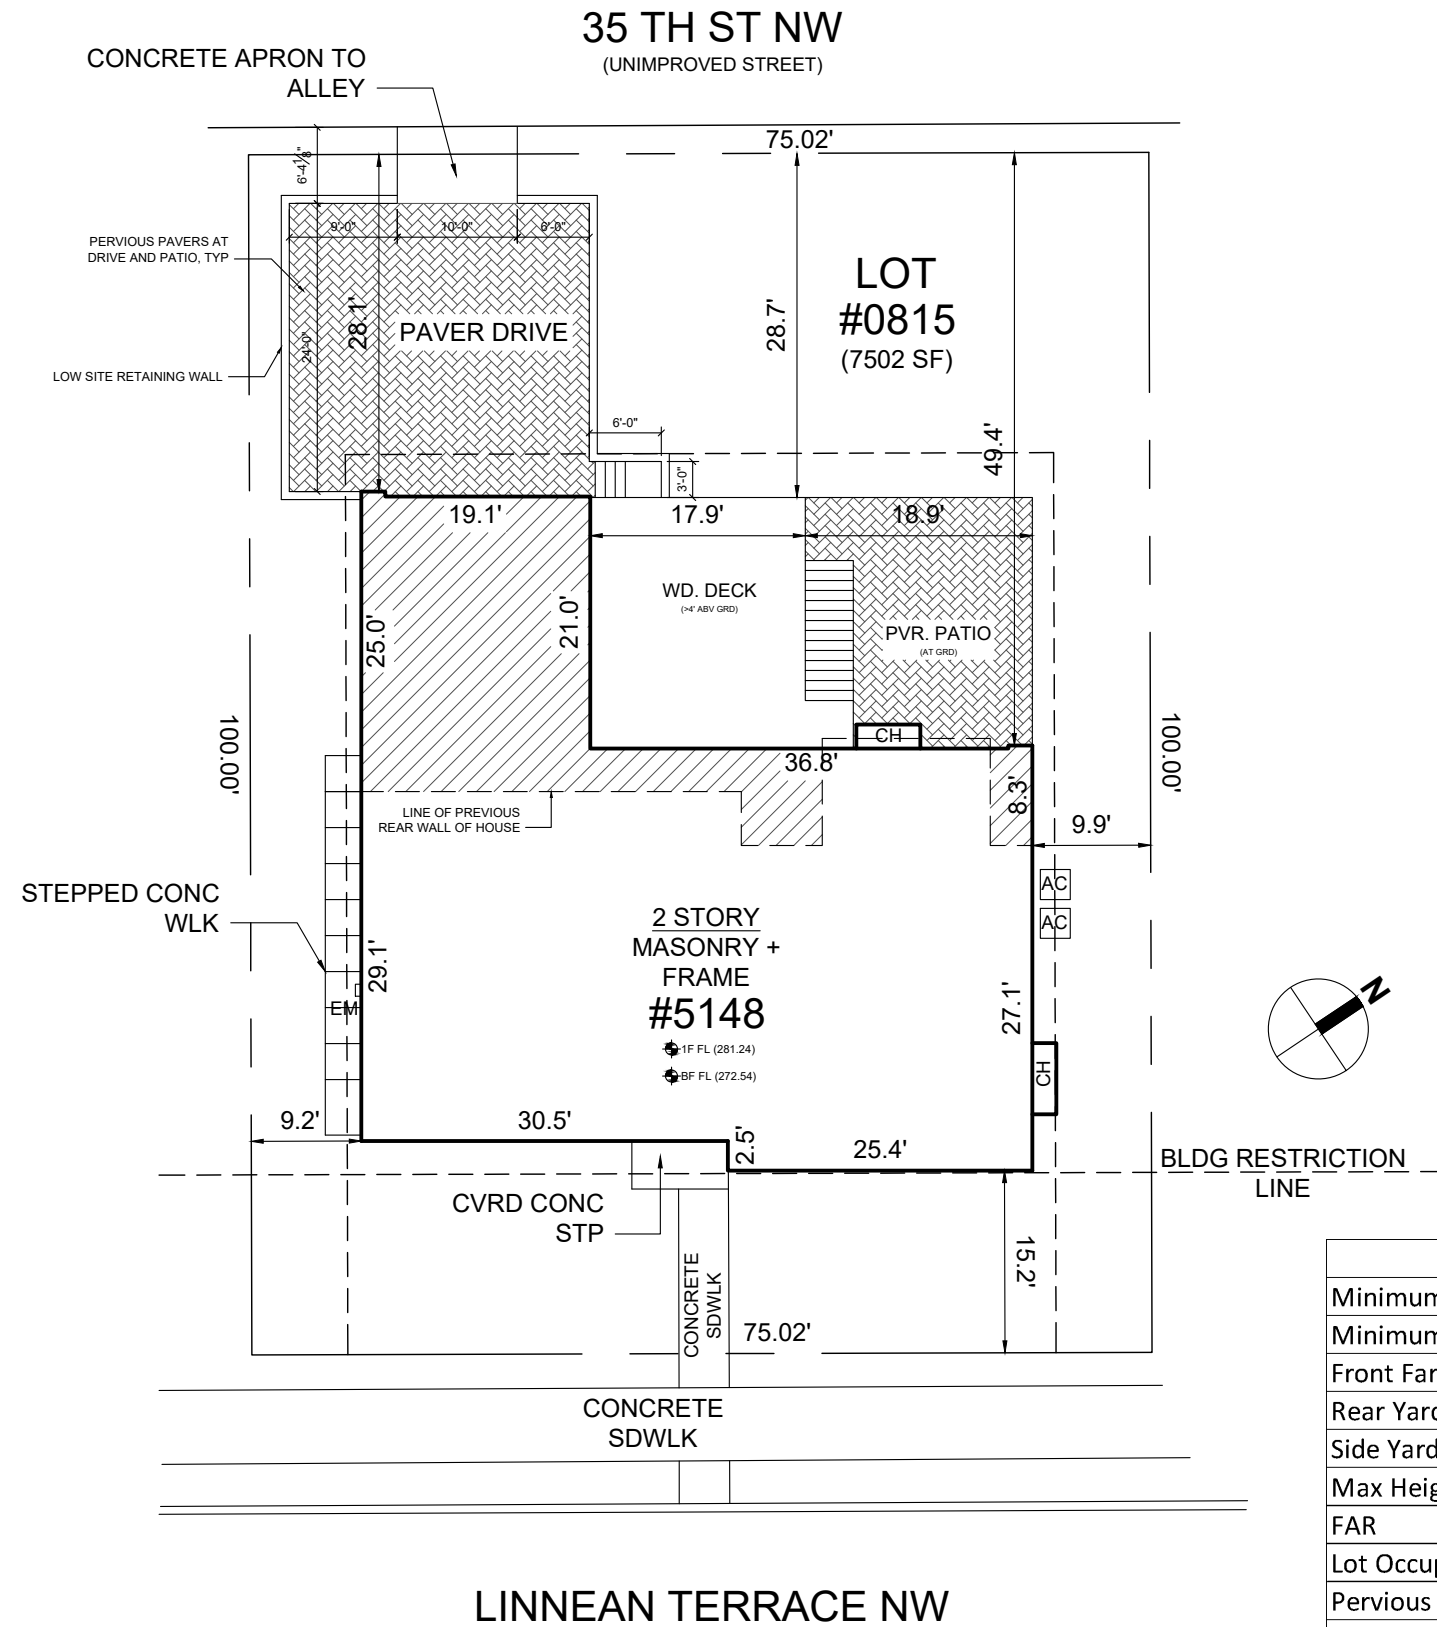 35 TH ST NW
(UNIMPROVED STREET)
CONCRETE APRON TO
ALLEY
75.02'
6'-4⅛"
9'-0"
10'-0"
6'-0"
PERVIOUS PAVERS AT
DRIVE AND PATIO, TYP
LOT
#0815
(7502 SF)
28.1'
24'-0"
PAVER DRIVE
28.7'
LOW SITE RETAINING WALL
6'-0"
49.4'
3'-0"
19.1'
17.9'
18.9'
WD. DECK
(>4' ABV GRD)
25.0'
21.0'
PVR. PATIO
(AT GRD)
100.00'
CH
36.8'
100.00'
8.3'
LINE OF PREVIOUS
REAR WALL OF HOUSE
9.9'
STEPPED CONC
WLK
AC
AC
2 STORY
MASONRY +
FRAME
#5148
29.1'
EM
27.1'
N
1F FL (281.24)
BF FL (272.54)
CH
9.2'
30.5'
2.5'
25.4'
BLDG RESTRICTION
LINE
CVRD CONC
STP
15.2'
CONCRETE
SDWLK
75.02'
CONCRETE
SDWLK
Minimum
Minimum
Front
Rear
Side Yard
Max
FAR
Lot
Pervious
LINNEAN TERRACE NW